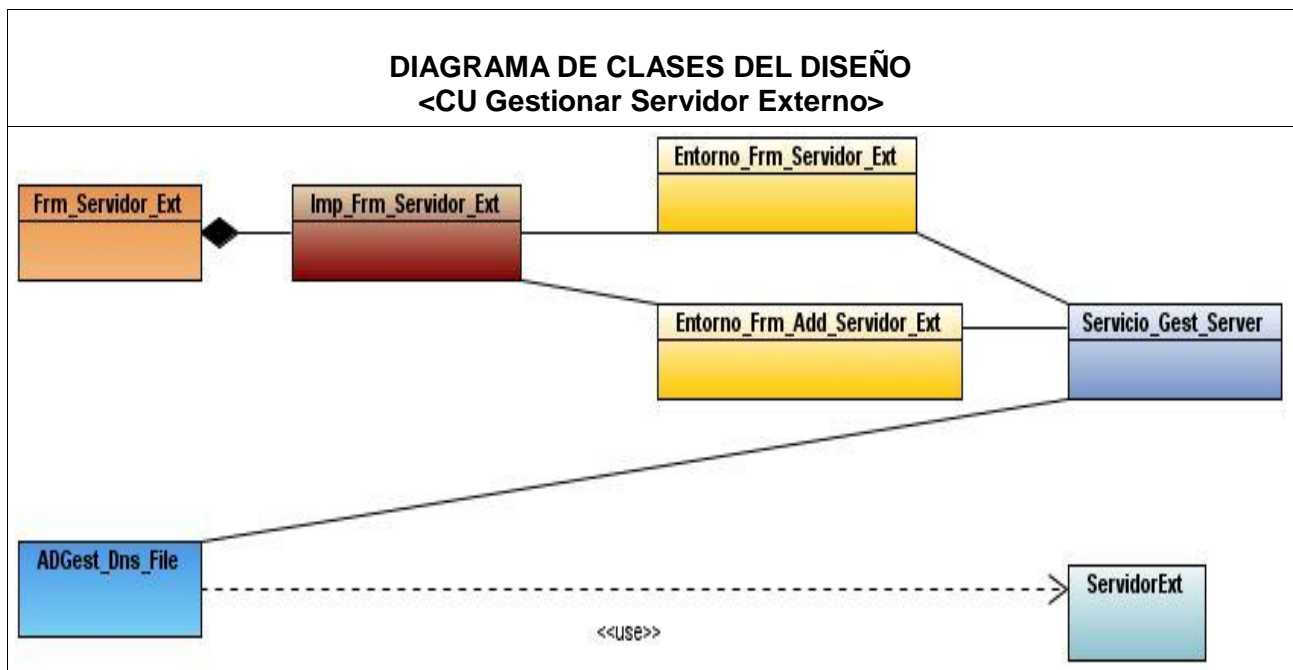 DIAGRAMA DE CLASES DEL DISEÑO
<CU Gestionar Servidor Externo>
Entorno_Frm_Servidor_Ext
Frm_Servidor_Ext
Imp_Frm_Servidor_Ext
Entorno_Frm_Add_Servidor_Ext
Servicio_Gest_Server
ADGest_Dns_File
ServidorExt
<<use>>